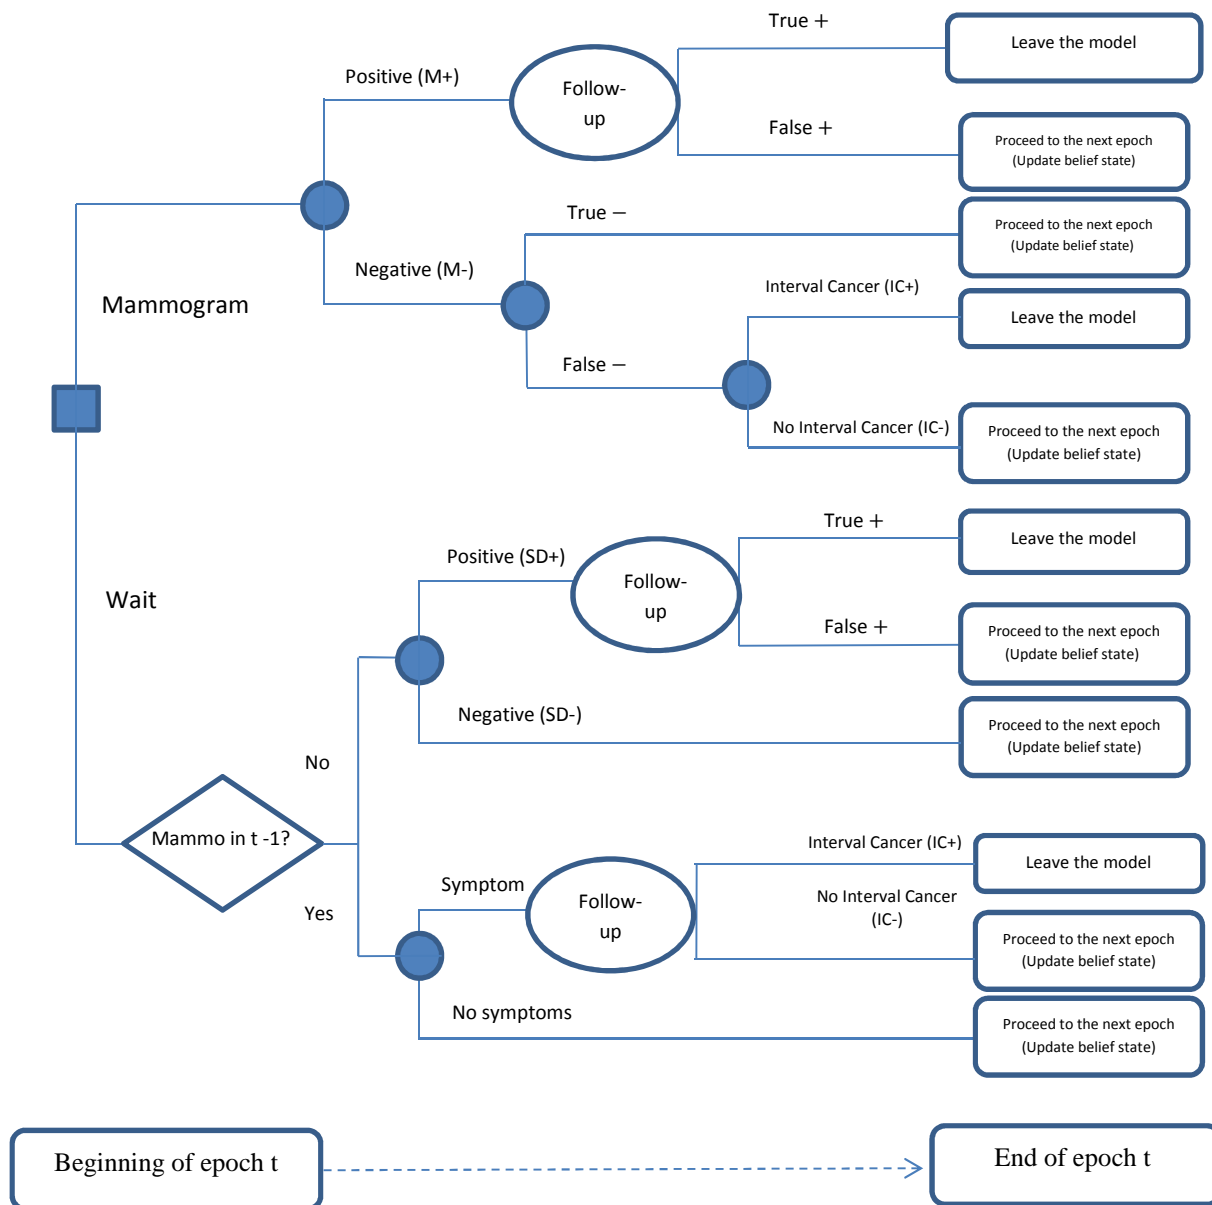 True +
Leave the model
Positive (M+)
Follow-
up
False +
Proceed to the next epoch
(Update belief state)
True −
Proceed to the next epoch
(Update belief state)
Negative (M-)
Mammogram
Interval Cancer (IC+)
Leave the model
False −
No Interval Cancer (IC-)
Proceed to the next epoch
(Update belief state)
True +
Leave the model
Positive (SD+)
Follow-
up
Wait
False +
Proceed to the next epoch
(Update belief state)
Negative (SD-)
Proceed to the next epoch
(Update belief state)
No
Mammo in t -1?
Interval Cancer (IC+)
Leave the model
Symptom
Follow-
up
No Interval Cancer
(IC-)
Yes
Proceed to the next epoch
(Update belief state)
No symptoms
Proceed to the next epoch
(Update belief state)
Beginning of epoch t
End of epoch t